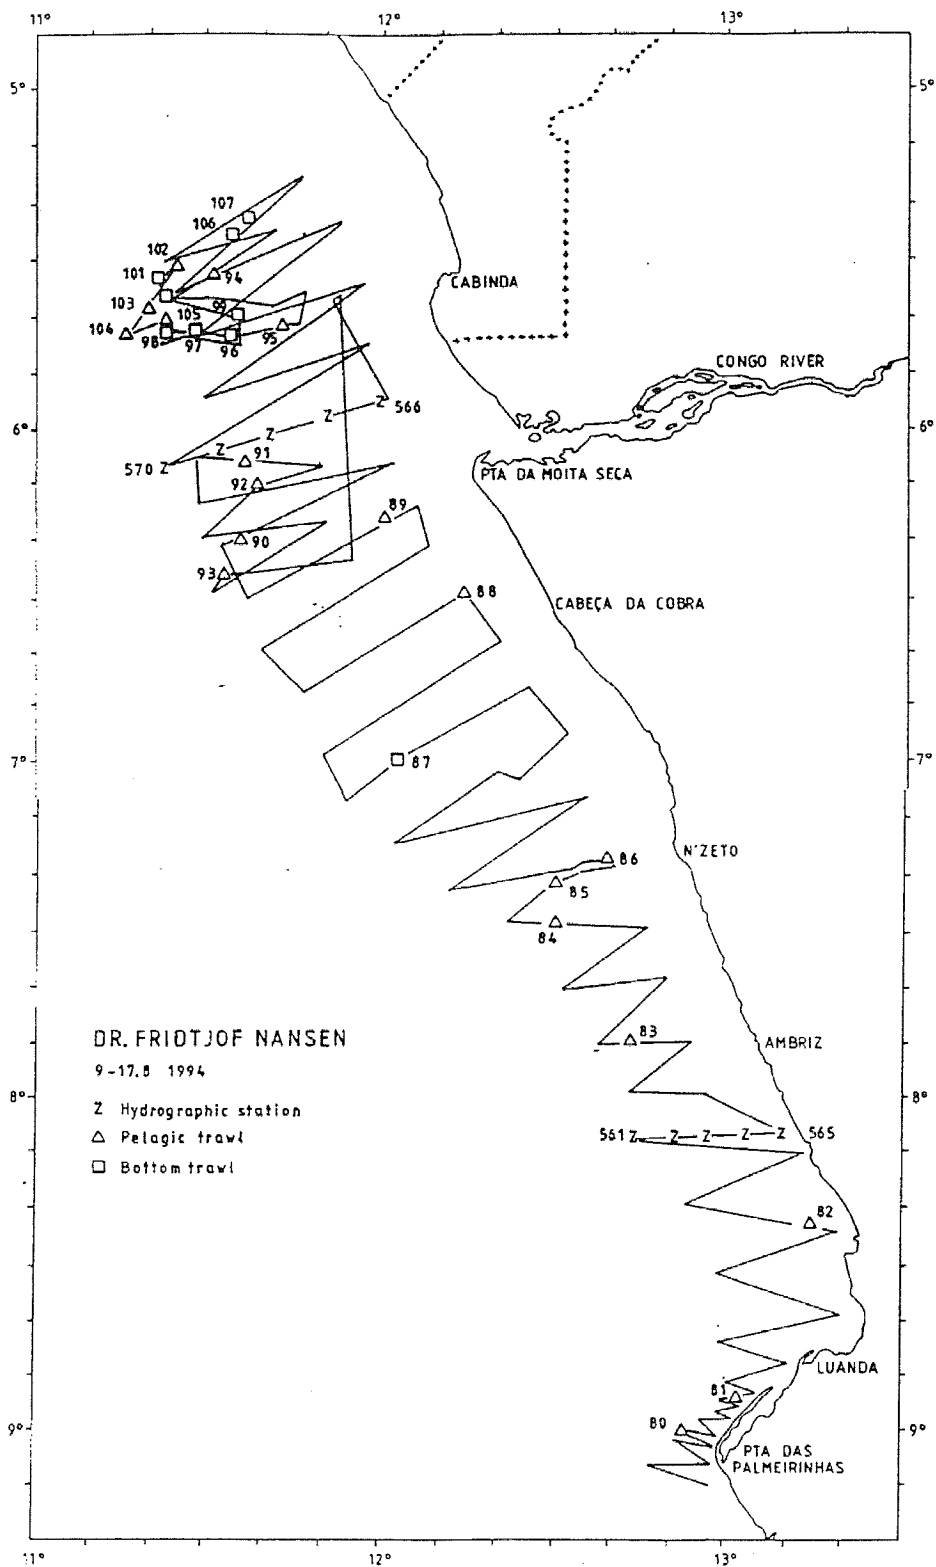 11° 12° 13°
5° 5°
107
106
102
101 94
CABINDA
103
99
105
104
98 97 96 95
CONGO RIVER
566
6° 6°
91
570
92
PTA DA MOITA SECA
89
90
93
88
CABEÇA DA COBRA
7° 87 7°
N'ZETO
86
85
84
83
DR. FRIDTJOF NANSEN
AMBRIZ
9-17.8 1994
8° 8°
Z Hydrographic station
561 Z Z Z Z Z 565
△ Pelagic trawl
□ Bottom trawl
82
LUANDA
81
80
9° 9°
PTA DAS
PALMEIRINHAS
11° 12° 13°